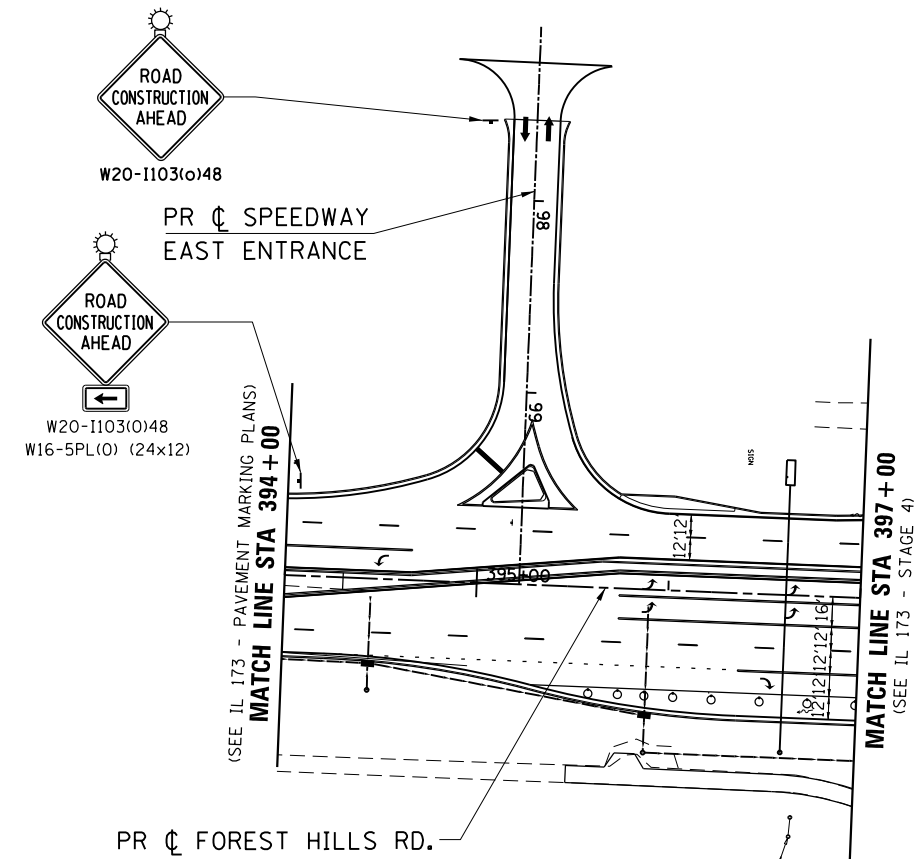 ROAD
CONSTRUCTION
AHEAD
W20-I103(o)48
PR ℄ SPEEDWAY
EAST ENTRANCE
98
ROAD
CONSTRUCTION
AHEAD
W20-I103(O)48
W16-5PL(O) (24x12)
99
(SEE IL 173 - PAVEMENT MARKING PLANS)
MATCH LINE STA 394+00
SIGN
MATCH LINE STA 397+00
(SEE IL 173 - STAGE 4)
12'12'
395+00
12'12'12'12'16'
PR ℄ FOREST HILLS RD.